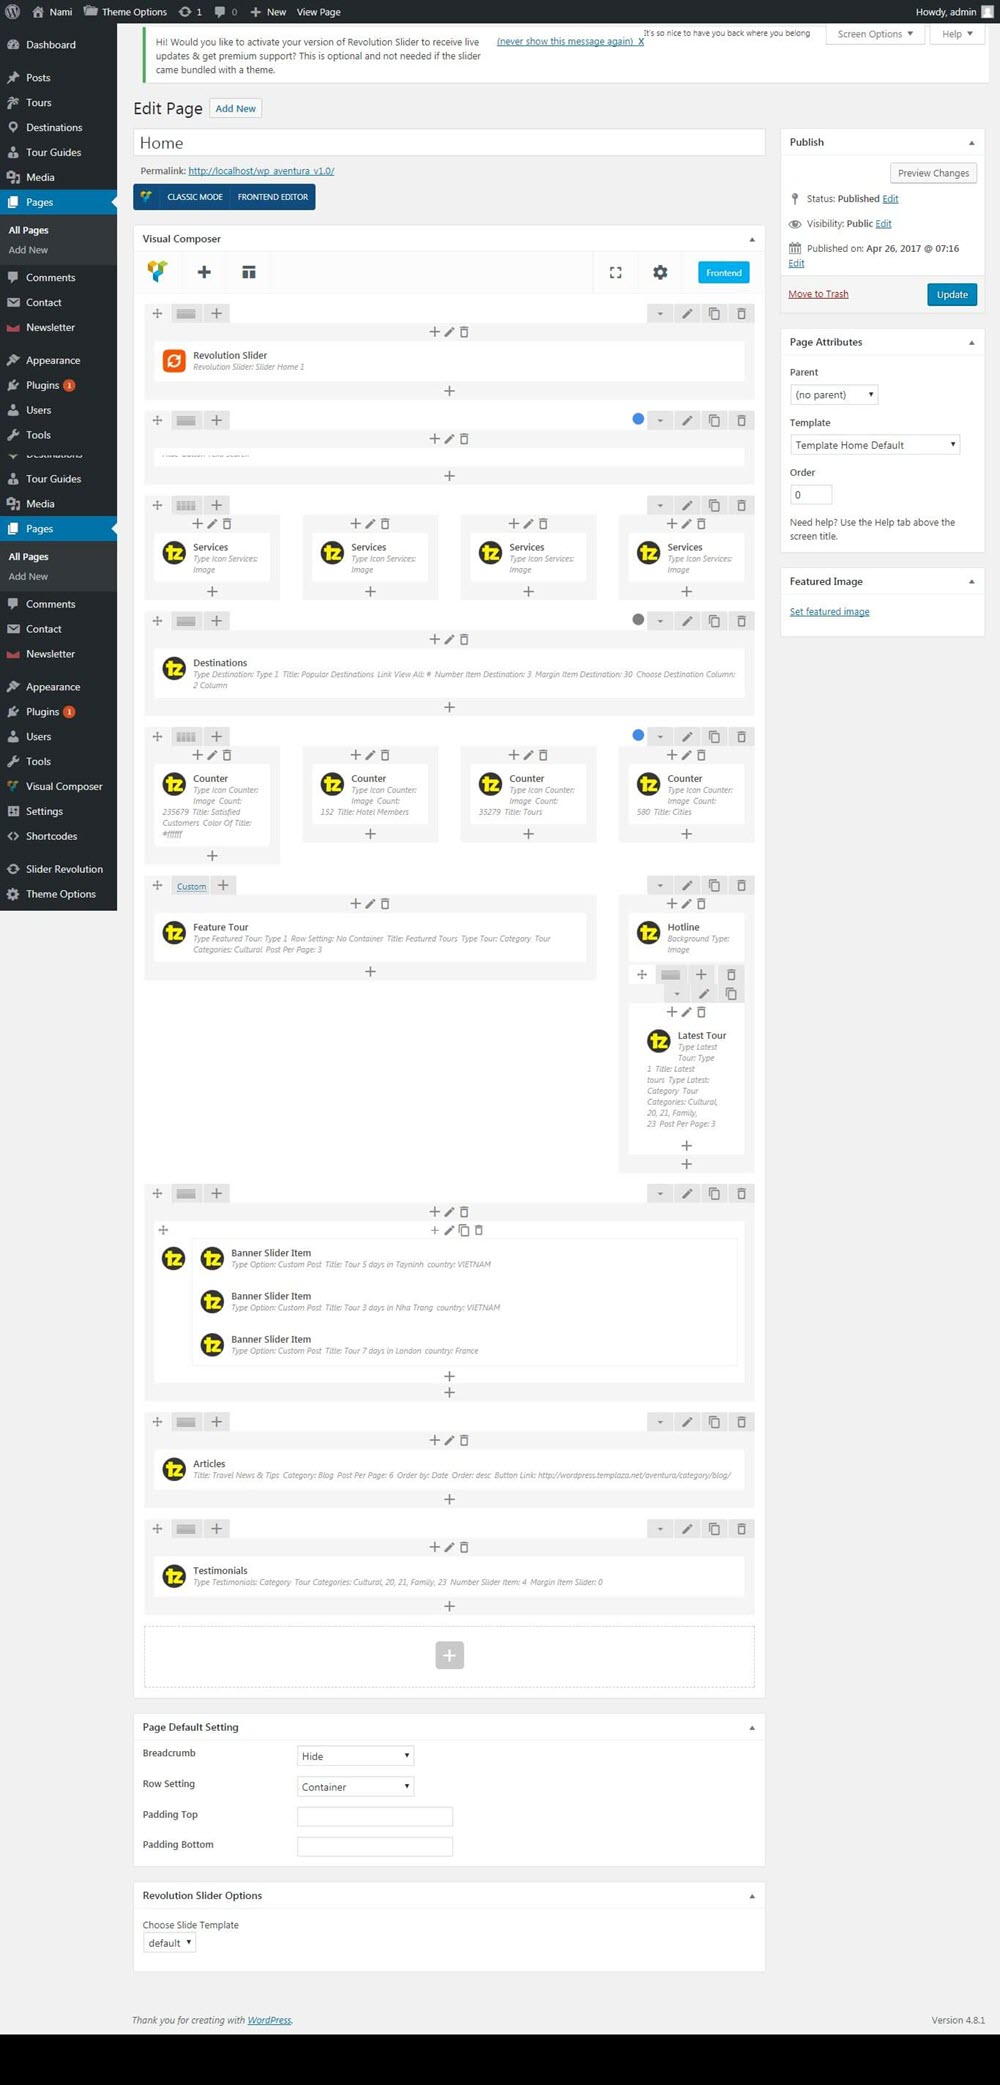 Nami
Theme Options
1
0
New
View Page
Howdy, admin
Dashboard
Posts
Tours
Destinations
Tour Guides
Media
Pages
All Pages
Add New
Comments
Contact
Newsletter
Appearance
Plugins 1
Users
Tools
Tour Guides
Media
Pages
All Pages
Add New
Comments
Contact
Newsletter
Appearance
Plugins 1
Users
Tools
Visual Composer
Settings
Shortcodes
Slider Revolution
Theme Options
Hi! Would you like to activate your version of Revolution Slider to receive live
updates & get premium support? This is optional and not needed if the slider
came bundled with a theme.
(never show this message again) X
It's so nice to have you back where you belong
Screen Options
Help
Edit Page
Add New
Home
Permalink: http://localhost/wp_aventura_v1.0/
CLASSIC MODE
FRONTEND EDITOR
Visual Composer
Frontend
Revolution Slider
Revolution Slider: Slider Home 1
Services
Type Icon Services:
Image
Services
Type Icon Services:
Image
Services
Type Icon Services:
Image
Services
Type Icon Services:
Image
Destinations
Type Destination: Type 1 Title: Popular Destinations Link View All: # Number Item Destination: 3 Margin Item Destination: 30 Choose Destination Column:
2 Column
Counter
Type Icon Counter:
Image Count:
235679 Title: Satisfied
Customers Color Of Title:
#ffffff
Counter
Type Icon Counter:
Image Count:
152 Title: Hotel Members
Counter
Type Icon Counter:
Image Count:
35279 Title: Tours
Counter
Type Icon Counter:
Image Count:
580 Title: Cities
Custom
Feature Tour
Type Featured Tour: Type 1 Row Setting: No Container Title: Featured Tours Type Tour: Category Tour
Categories: Cultural Post Per Page: 3
Hotline
Background Type:
Image
Latest Tour
Type Latest
Tour: Type
1 Title: Latest
tours Type Latest:
Category Tour
Categories: Cultural,
20, 21, Family,
23 Post Per Page: 3
Banner Slider Item
Type Option: Custom Post Title: Tour 5 days in Tayninh country: VIETNAM
Banner Slider Item
Type Option: Custom Post Title: Tour 3 days in Nha Trang country: VIETNAM
Banner Slider Item
Type Option: Custom Post Title: Tour 7 days in London country: France
Articles
Title: Travel News & Tips Category: Blog Post Per Page: 6 Order by: Date Order: desc Button Link: http://wordpress.templaza.net/aventura/category/blog/
Testimonials
Type Testimonials: Category Tour Categories: Cultural, 20, 21, Family, 23 Number Slider Item: 4 Margin Item Slider: 0
Page Default Setting
Breadcrumb
Hide
Row Setting
Container
Padding Top
Padding Bottom
Revolution Slider Options
Choose Slide Template
default
Publish
Preview Changes
Status: Published Edit
Visibility: Public Edit
Published on: Apr 26, 2017 @ 07:16
Edit
Move to Trash
Update
Page Attributes
Parent
(no parent)
Template
Template Home Default
Order
0
Need help? Use the Help tab above the
screen title.
Featured Image
Set featured image
Thank you for creating with WordPress.
Version 4.8.1